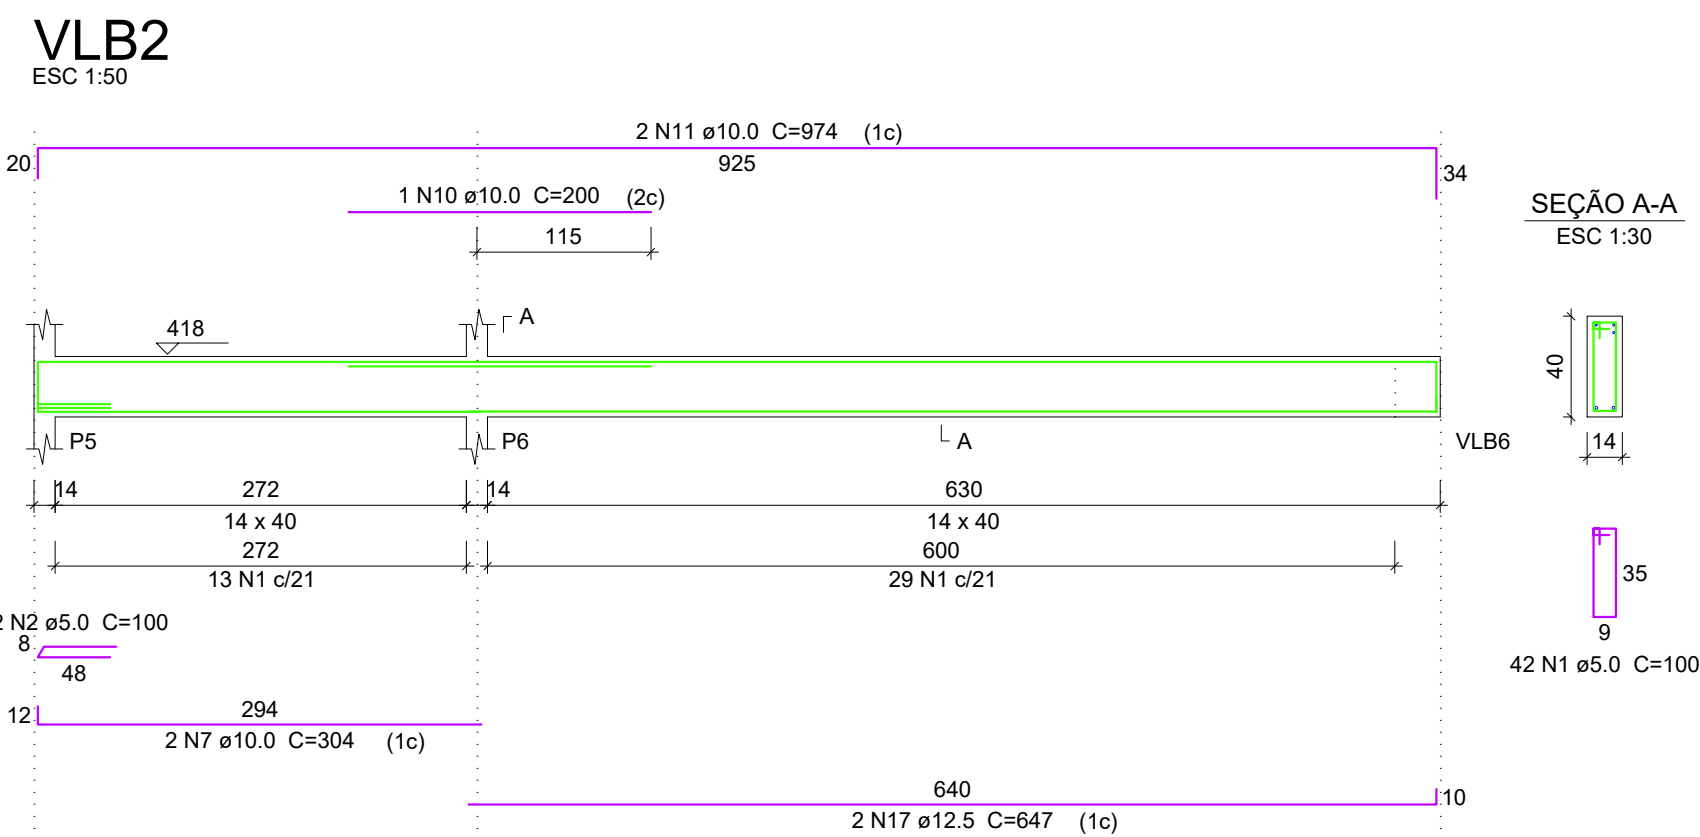 VLB2
ESC 1:50
2 N11 ø10.0 C=974 (1c)
20
925
34
1 N10 ø10.0 C=200 (2c)
115
SEÇÃO A-A
ESC 1:30
A
418
40
P5
P6
A
VLB6
14
14
272
14
630
14 x 40
14 x 40
272
600
13 N1 c/21
29 N1 c/21
35
9
42 N1 ø5.0 C=100
2 N2 ø5.0 C=100
8
48
12
294
2 N7 ø10.0 C=304 (1c)
640
10
2 N17 ø12.5 C=647 (1c)